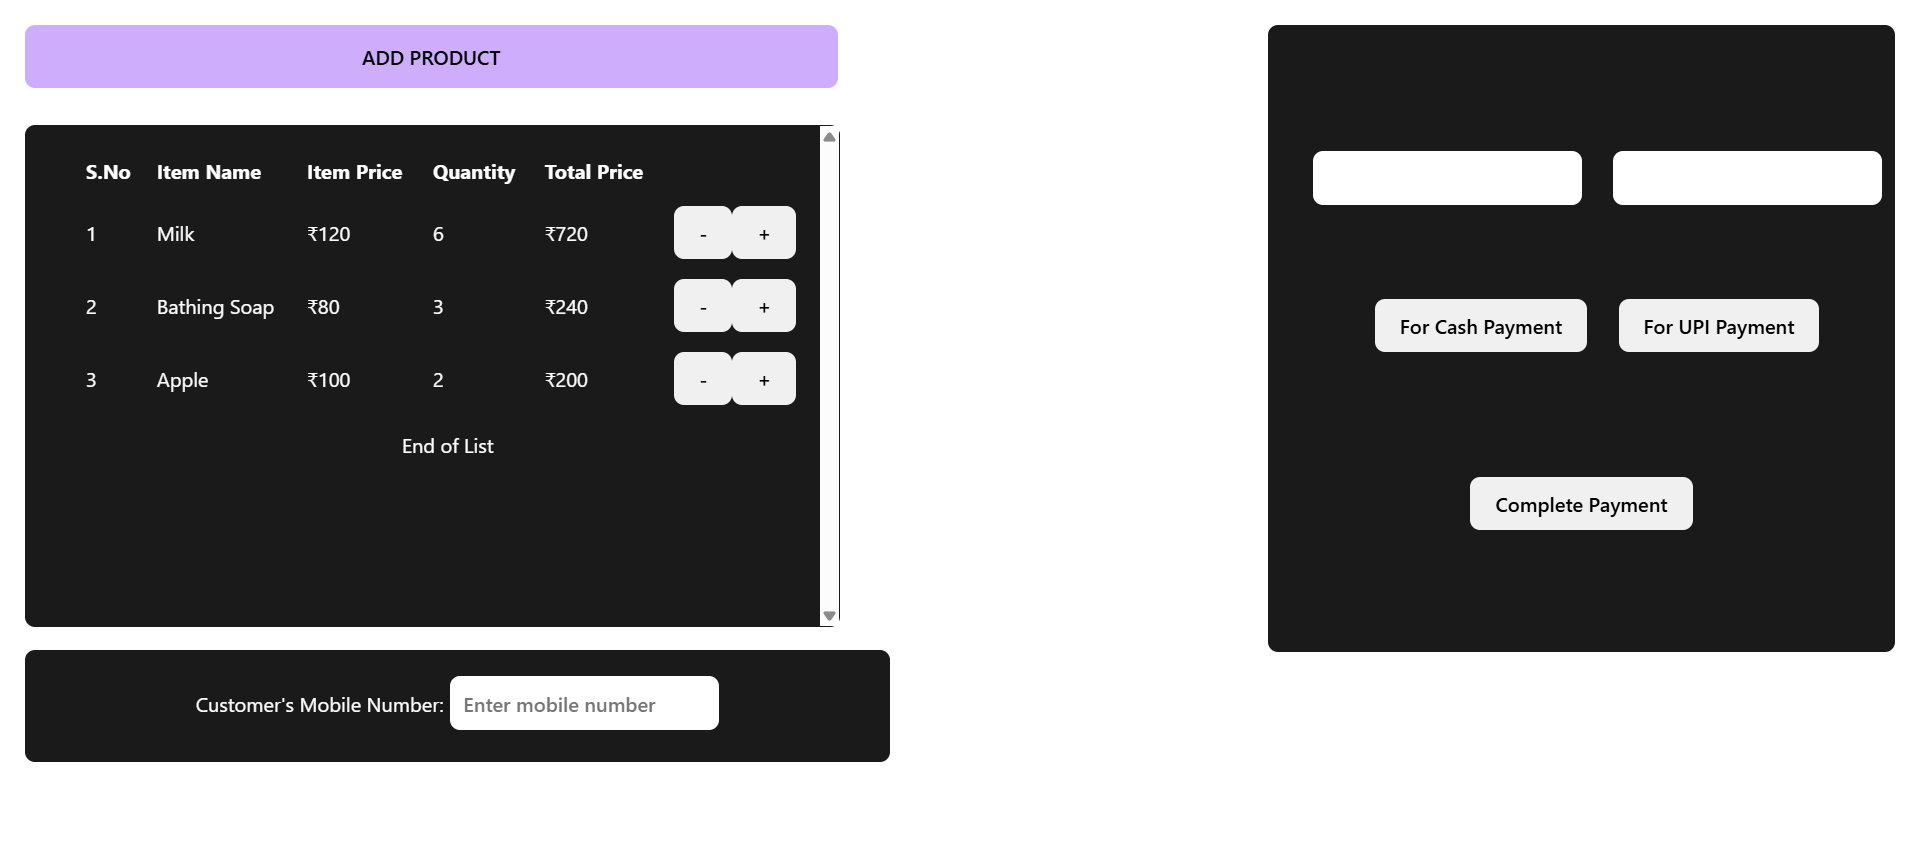 ADD PRODUCT
S.No Item Name Item Price Quantity Total Price
1 Milk ₹120 6 ₹720 - +
2 Bathing Soap ₹80 3 ₹240 - +
3 Apple ₹100 2 ₹200 - +
End of List
Customer's Mobile Number: Enter mobile number
For Cash Payment For UPI Payment
Complete Payment